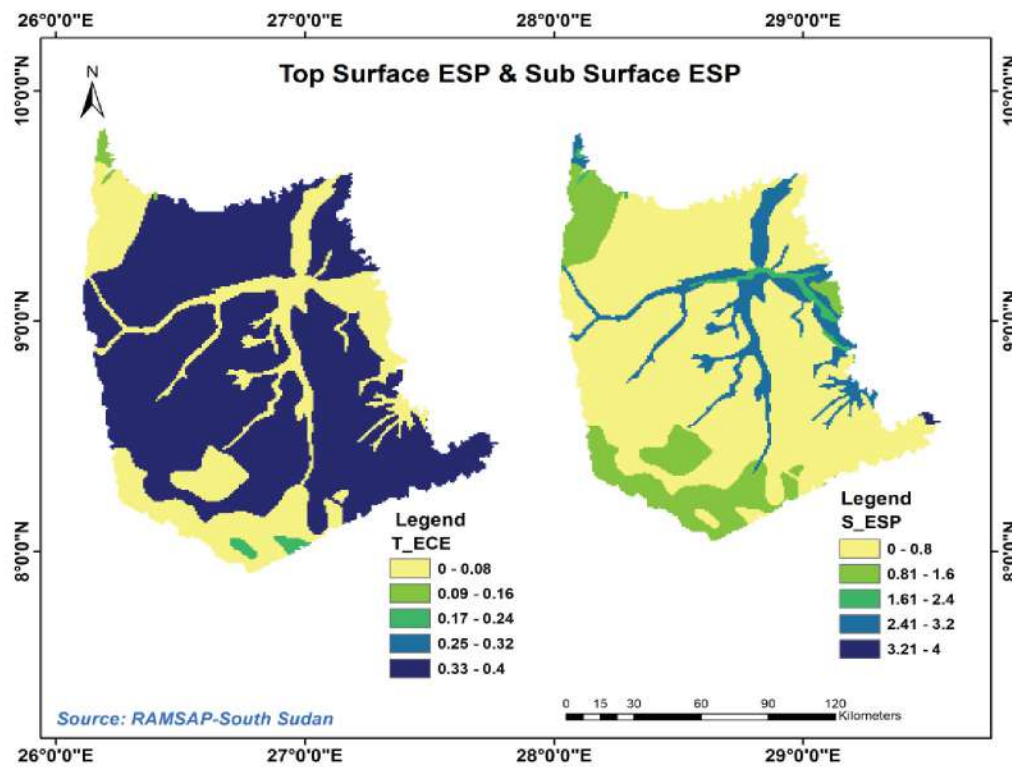 26°0'0"E 27°0'0"E 28°0'0"E 29°0'0"E
Top Surface ESP & Sub Surface ESP
N
10°0'0"N
10°0'0"N
9°0'0"N
9°0'0"N
8°0'0"N
8°0'0"N
Legend
T_ECE
0 - 0.08
0.09 - 0.16
0.17 - 0.24
0.25 - 0.32
0.33 - 0.4
Legend
S_ESP
0 - 0.8
0.81 - 1.6
1.61 - 2.4
2.41 - 3.2
3.21 - 4
Source: RAMSAP-South Sudan
0 15 30 60 90 120
Kilometers
26°0'0"E 27°0'0"E 28°0'0"E 29°0'0"E